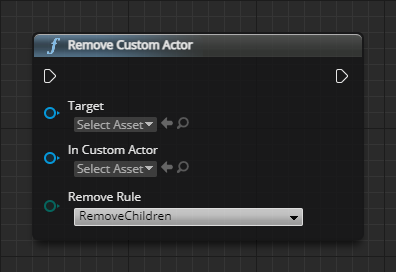 f Remove Custom Actor
Target
Select Asset
In Custom Actor
Select Asset
Remove Rule
RemoveChildren